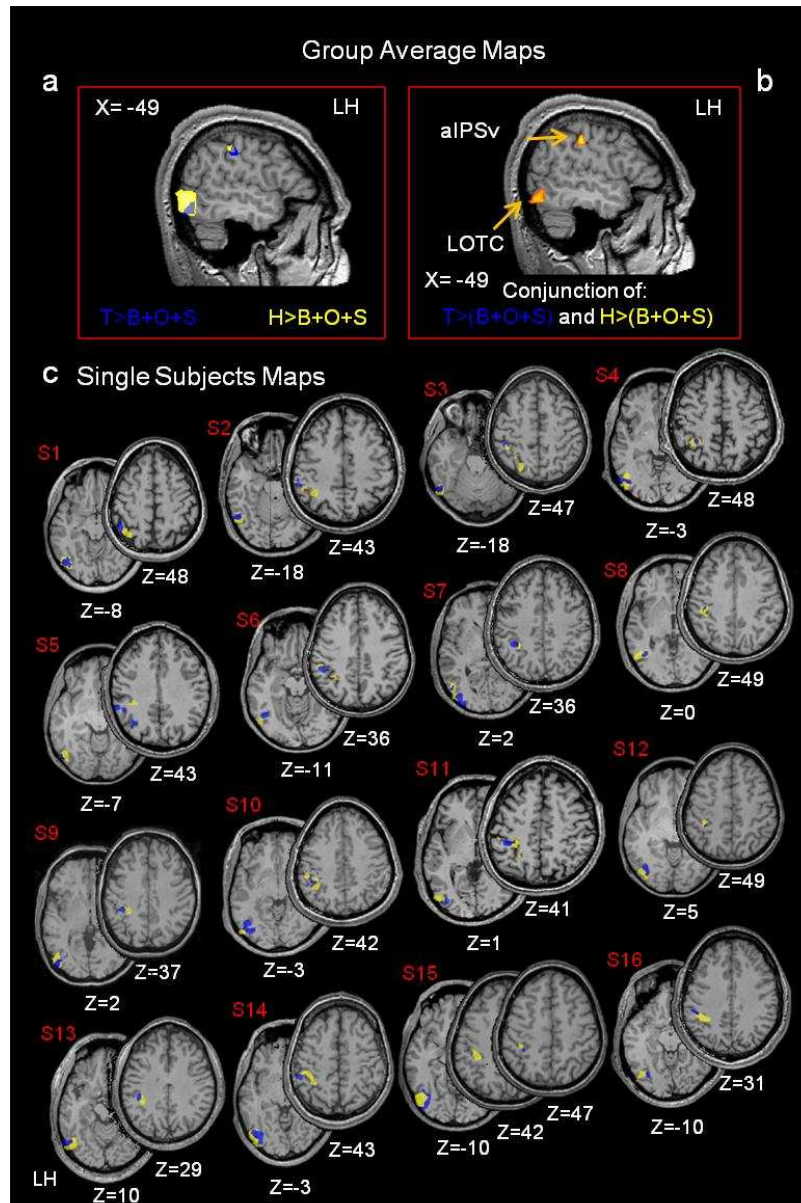 Group Average Maps
a
X= -49
LH
T>B+O+S
H>B+O+S
b
LH
aIPSv
LOTC
X= -49
Conjunction of:
T>(B+O+S) and H>(B+O+S)
c Single Subjects Maps
S1
Z=-8
Z=48
S2
Z=-18
Z=43
S3
Z=-18
Z=47
S4
Z=-3
Z=48
S5
Z=-7
Z=43
S6
Z=-11
Z=36
S7
Z=2
Z=36
S8
Z=0
Z=49
S9
Z=2
Z=37
S10
Z=-3
Z=42
S11
Z=1
Z=41
S12
Z=5
Z=49
S13
LH
Z=10
Z=29
S14
Z=-3
Z=43
S15
Z=-10
Z=42
Z=47
S16
Z=-10
Z=31